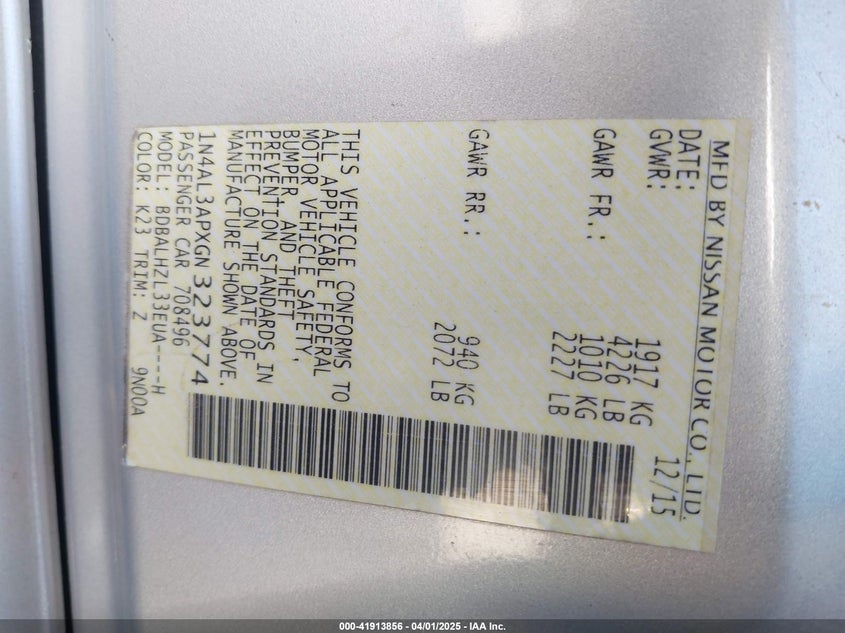 MFD BY NISSAN MOTOR CO., LTD.
DATE: 12/15
GVWR: 1917 KG
4226 LB
GAWR FR.: 1010 KG
2227 LB
GAWR RR.: 940 KG
2072 LB
THIS VEHICLE CONFORMS TO
ALL APPLICABLE FEDERAL
MOTOR VEHICLE SAFETY,
BUMPER, AND THEFT
PREVENTION STANDARDS IN
EFFECT ON THE DATE OF
MANUFACTURE SHOWN ABOVE.
1N4AL3APXGN323774
PASSENGER CAR 708496
MODEL: BDBALHZL33EUA----H
COLOR: K23 TRIM: Z 9N00A
000-41913856 - 04/01/2025 - IAA Inc.